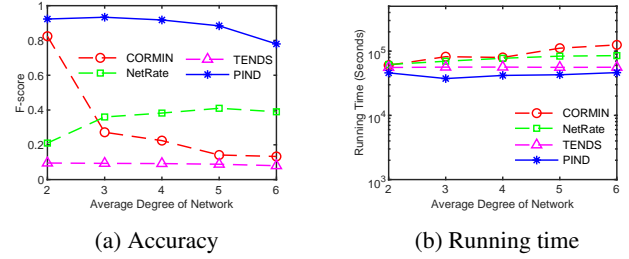 1
0.8
0.6
0.4
0.2
0
F-score
CORMIN
NetRate
TENDS
PIND
2 3 4 5 6
Average Degree of Network
(a) Accuracy
10^5
10^4
10^3
Running Time (Seconds)
CORMIN
NetRate
TENDS
PIND
2 3 4 5 6
Average Degree of Network
(b) Running time